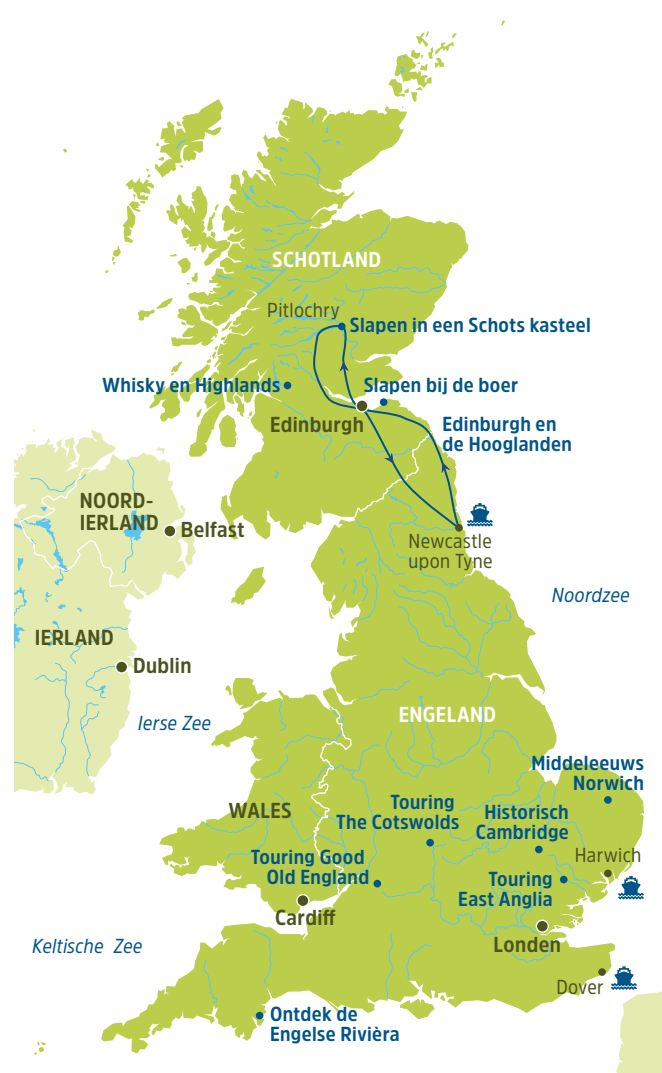 SCHOTLAND
Pitlochry
Slapen in een Schots kasteel
Whisky en Highlands
Slapen bij de boer
Edinburgh
Edinburgh en
de Hooglanden
NOORD-
IERLAND
Belfast
Newcastle
upon Tyne
Noordzee
IERLAND
Dublin
Ierse Zee
ENGELAND
Middeleeuws
Norwich
WALES
Touring
The Cotswolds
Historisch
Cambridge
Harwich
Touring Good
Old England
Touring
East Anglia
Cardiff
Londen
Keltische Zee
Dover
Ontdek de
Engelse Rivièra